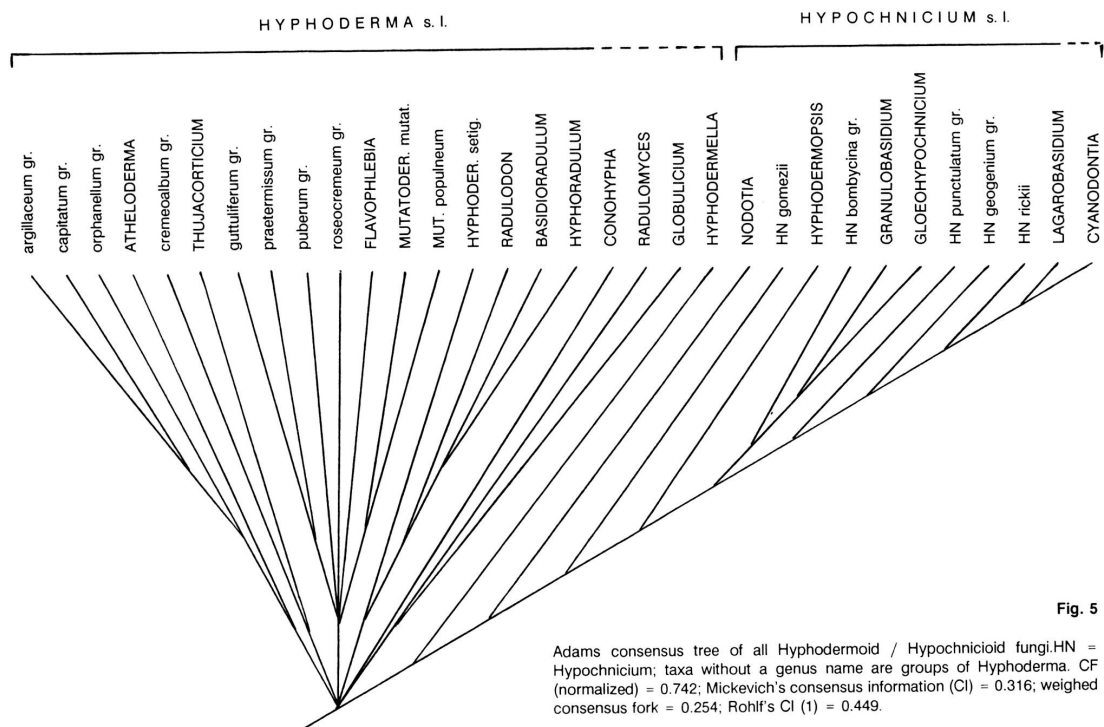 HYPHODERMA s. l.
HYPOCHNICIUM s. l.
argillaceum gr.
capitatum gr.
orphanellum gr.
ATHELODERMA
cremeoalbum gr.
THUJACORTICIUM
guttuliferum gr.
praetermissum gr.
puberum gr.
roseocremeum gr.
FLAVOPHLEBIA
MUTATODER. mutat.
MUT. populneum
HYPHODER. setig.
RADULODON
BASIDIORADULUM
HYPHORADULUM
CONOHYPHA
RADULOMYCES
GLOBULICIUM
HYPHODERMELLA
NODOTIA
HN gomezii
HYPHODERMOPSIS
HN bombycina gr.
GRANULOBASIDIUM
GLOEOHYPOCHNICIUM
HN punctulatum gr.
HN geogenium gr.
HN rickii
LAGAROBASIDIUM
CYANODONTIA
Fig. 5
Adams consensus tree of all Hyphodermoid / Hypochnicioid fungi.HN =
Hypochnicium; taxa without a genus name are groups of Hyphoderma. CF
(normalized) = 0.742; Mickevich's consensus information (CI) = 0.316; weighed
consensus fork = 0.254; Rohlf's CI (1) = 0.449.